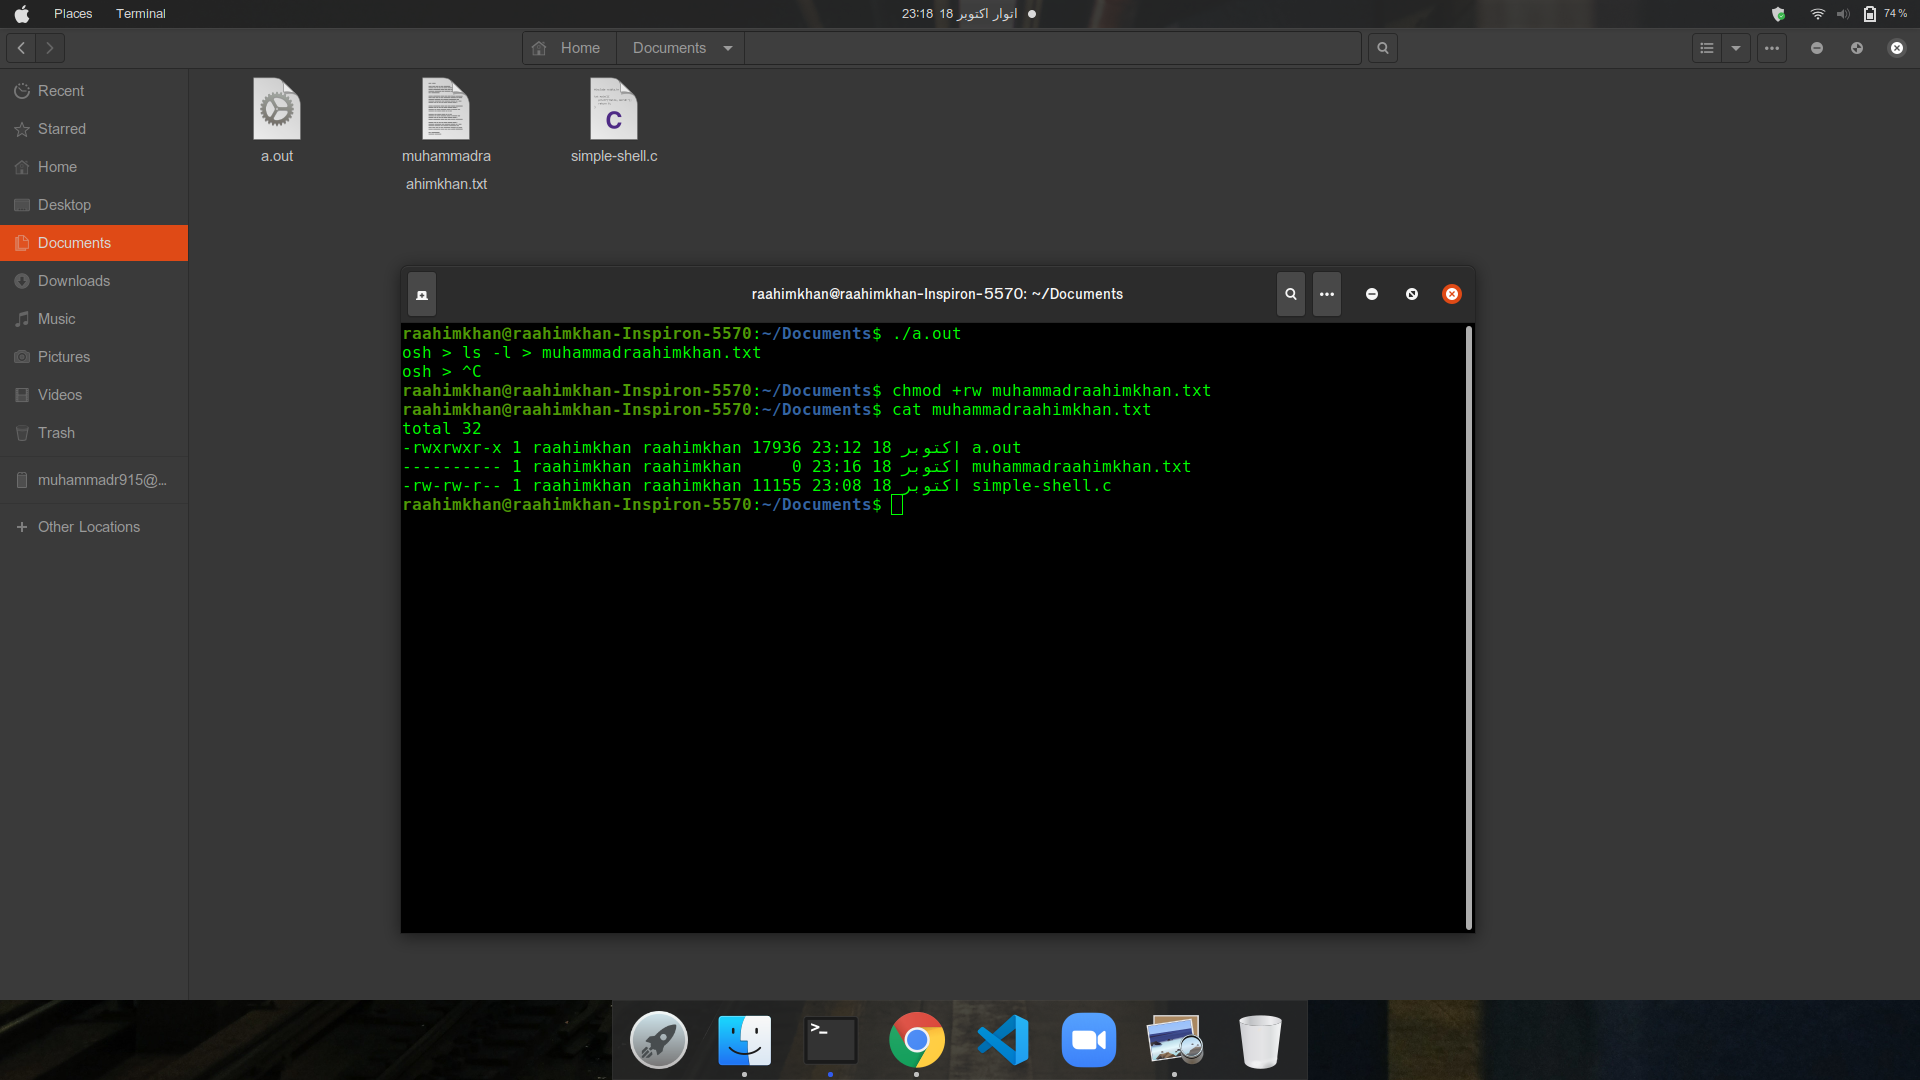 Places Terminal
23:18 18 اتوار اکتوبر
74 %
Home Documents
Recent
Starred
Home
Desktop
Documents
Downloads
Music
Pictures
Videos
Trash
muhammadr915@...
Other Locations
a.out
muhammadra
ahimkhan.txt
C
simple-shell.c
raahimkhan@raahimkhan-Inspiron-5570: ~/Documents
raahimkhan@raahimkhan-Inspiron-5570:~/Documents$ ./a.out
osh > ls -l > muhammadraahimkhan.txt
osh > ^C
raahimkhan@raahimkhan-Inspiron-5570:~/Documents$ chmod +rw muhammadraahimkhan.txt
raahimkhan@raahimkhan-Inspiron-5570:~/Documents$ cat muhammadraahimkhan.txt
total 32
-rwxrwxr-x 1 raahimkhan raahimkhan 17936 23:12 18 اکتوبر a.out
---------- 1 raahimkhan raahimkhan     0 23:16 18 اکتوبر muhammadraahimkhan.txt
-rw-rw-r-- 1 raahimkhan raahimkhan 11155 23:08 18 اکتوبر simple-shell.c
raahimkhan@raahimkhan-Inspiron-5570:~/Documents$
>_